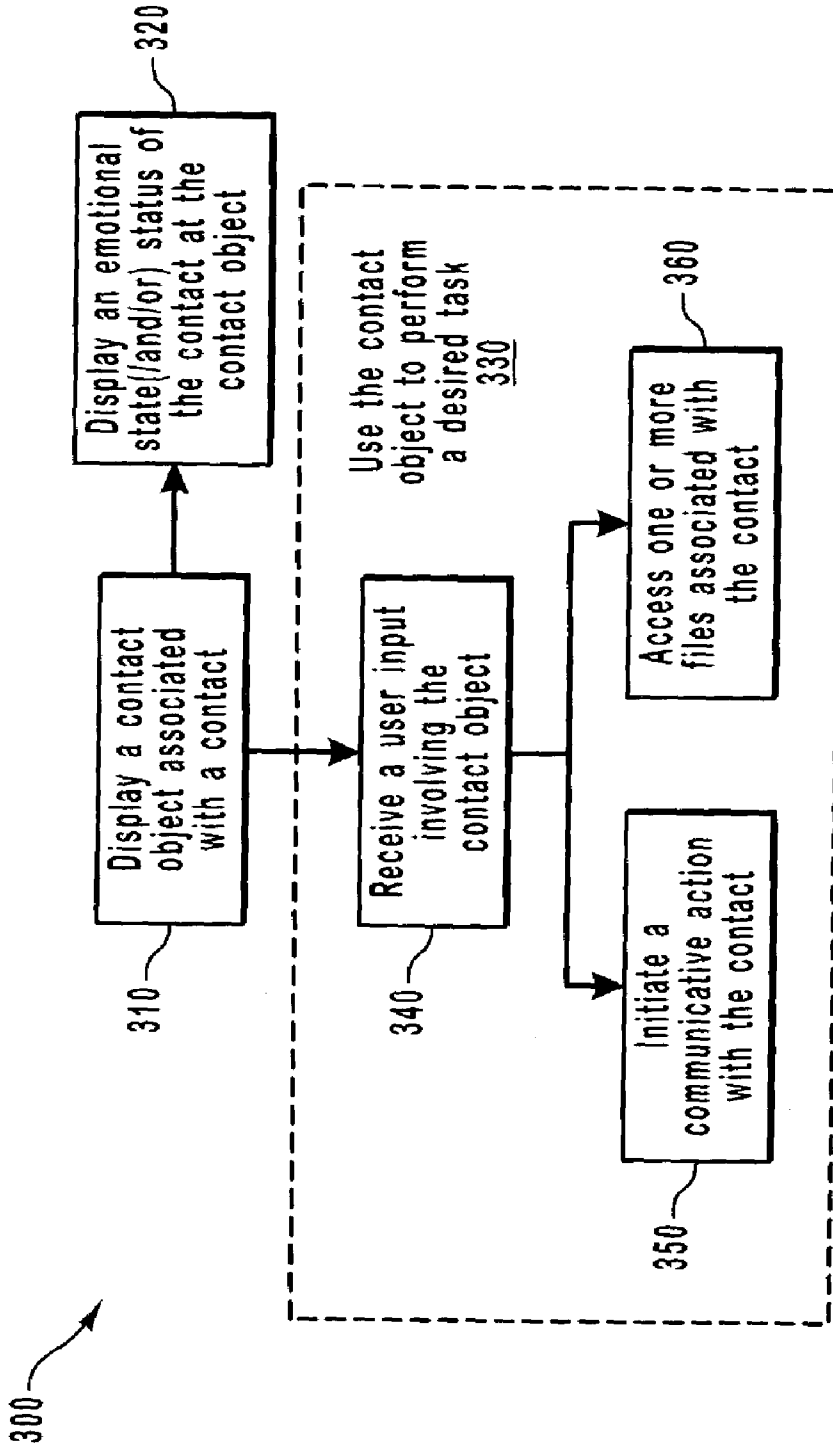 300
310
Display a contact
object associated
with a contact
320
Display an emotional
state(/and/or) status of
the contact at the
contact object
Use the contact
object to perform
a desired task
330
340
Receive a user input
involving the
contact object
350
Initiate a
communicative action
with the contact
360
Access one or more
files associated with
the contact